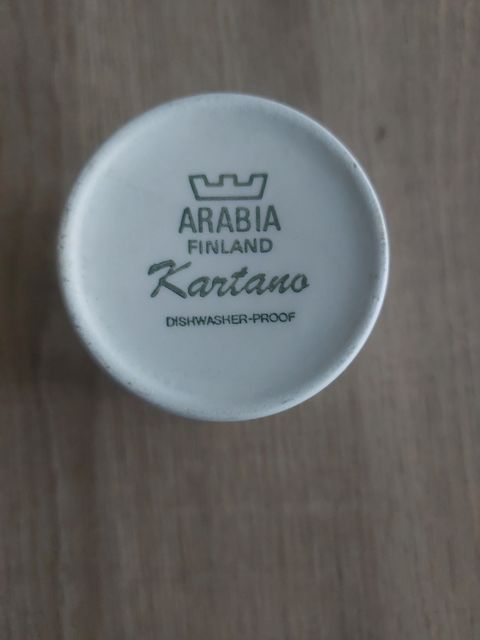 ARABIA
FINLAND
Kartano
DISHWASHER-PROOF